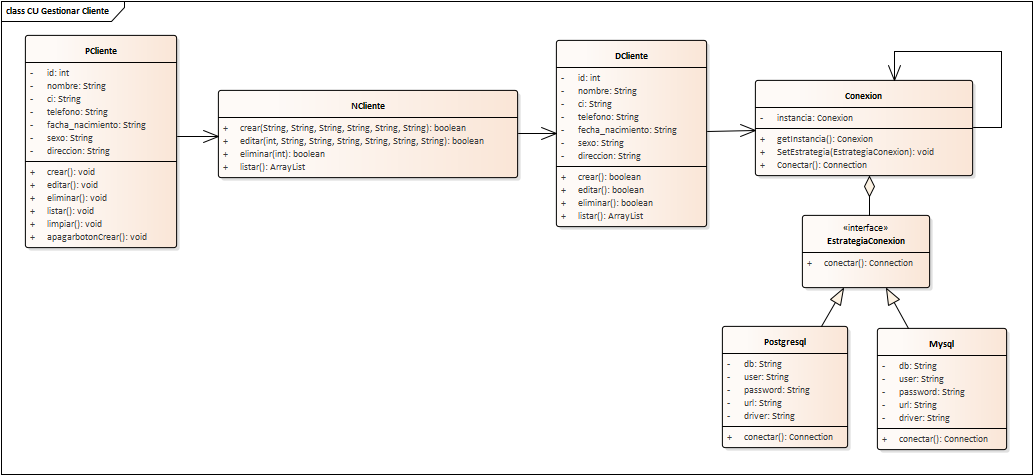 class CU Gestionar Cliente
PCliente
- id: int
- nombre: String
- ci: String
- telefono: String
- facha_nacimiento: String
- sexo: String
- direccion: String
+ crear(): void
+ editar(): void
+ eliminar(): void
+ listar(): void
+ limpiar(): void
+ apagarbotonCrear(): void
NCliente
+ crear(String, String, String, String, String, String): boolean
+ editar(int, String, String, String, String, String, String): boolean
+ eliminar(int): boolean
+ listar(): ArrayList
DCliente
- id: int
- nombre: String
- ci: String
- telefono: String
- fecha_nacimiento: String
- sexo: String
- direccion: String
+ crear(): boolean
+ editar(): boolean
+ eliminar(): boolean
+ listar(): ArrayList
Conexion
- instancia: Conexion
+ getInstancia(): Conexion
+ SetEstrategia(EstrategiaConexion): void
+ Conectar(): Connection
«interface»
EstrategiaConexion
+ conectar(): Connection
Postgresql
- db: String
- user: String
- password: String
- url: String
- driver: String
+ conectar(): Connection
Mysql
- db: String
- user: String
- password: String
- url: String
- driver: String
+ conectar(): Connection